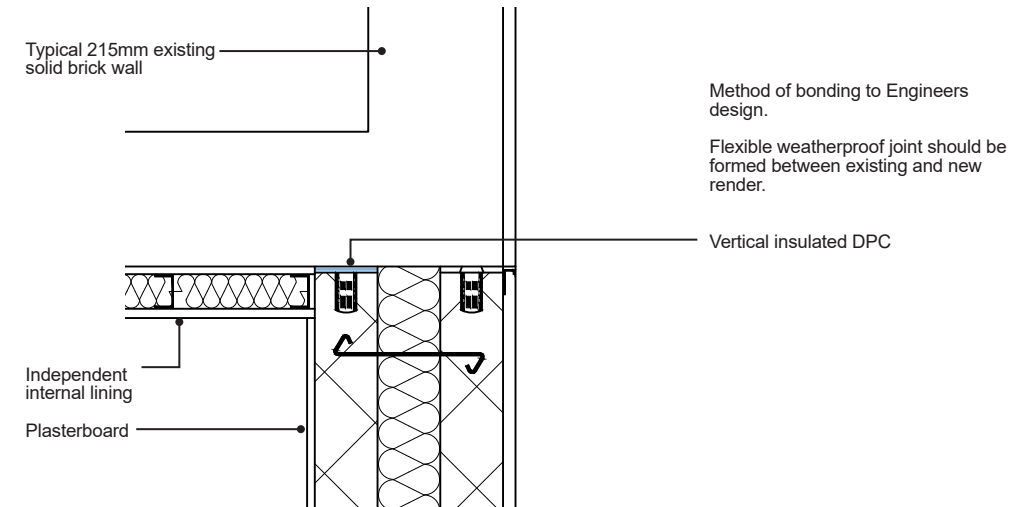 Typical 215mm existing
solid brick wall
Method of bonding to Engineers
design.
Flexible weatherproof joint should be
formed between existing and new
render.
Vertical insulated DPC
Independent
internal lining
Plasterboard